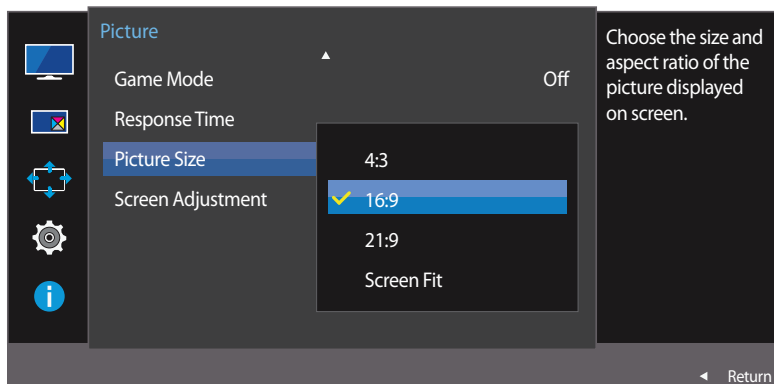 Picture
Game Mode Off
Response Time
Picture Size
Screen Adjustment
4:3
16:9
21:9
Screen Fit
Choose the size and
aspect ratio of the
picture displayed
on screen.
Return